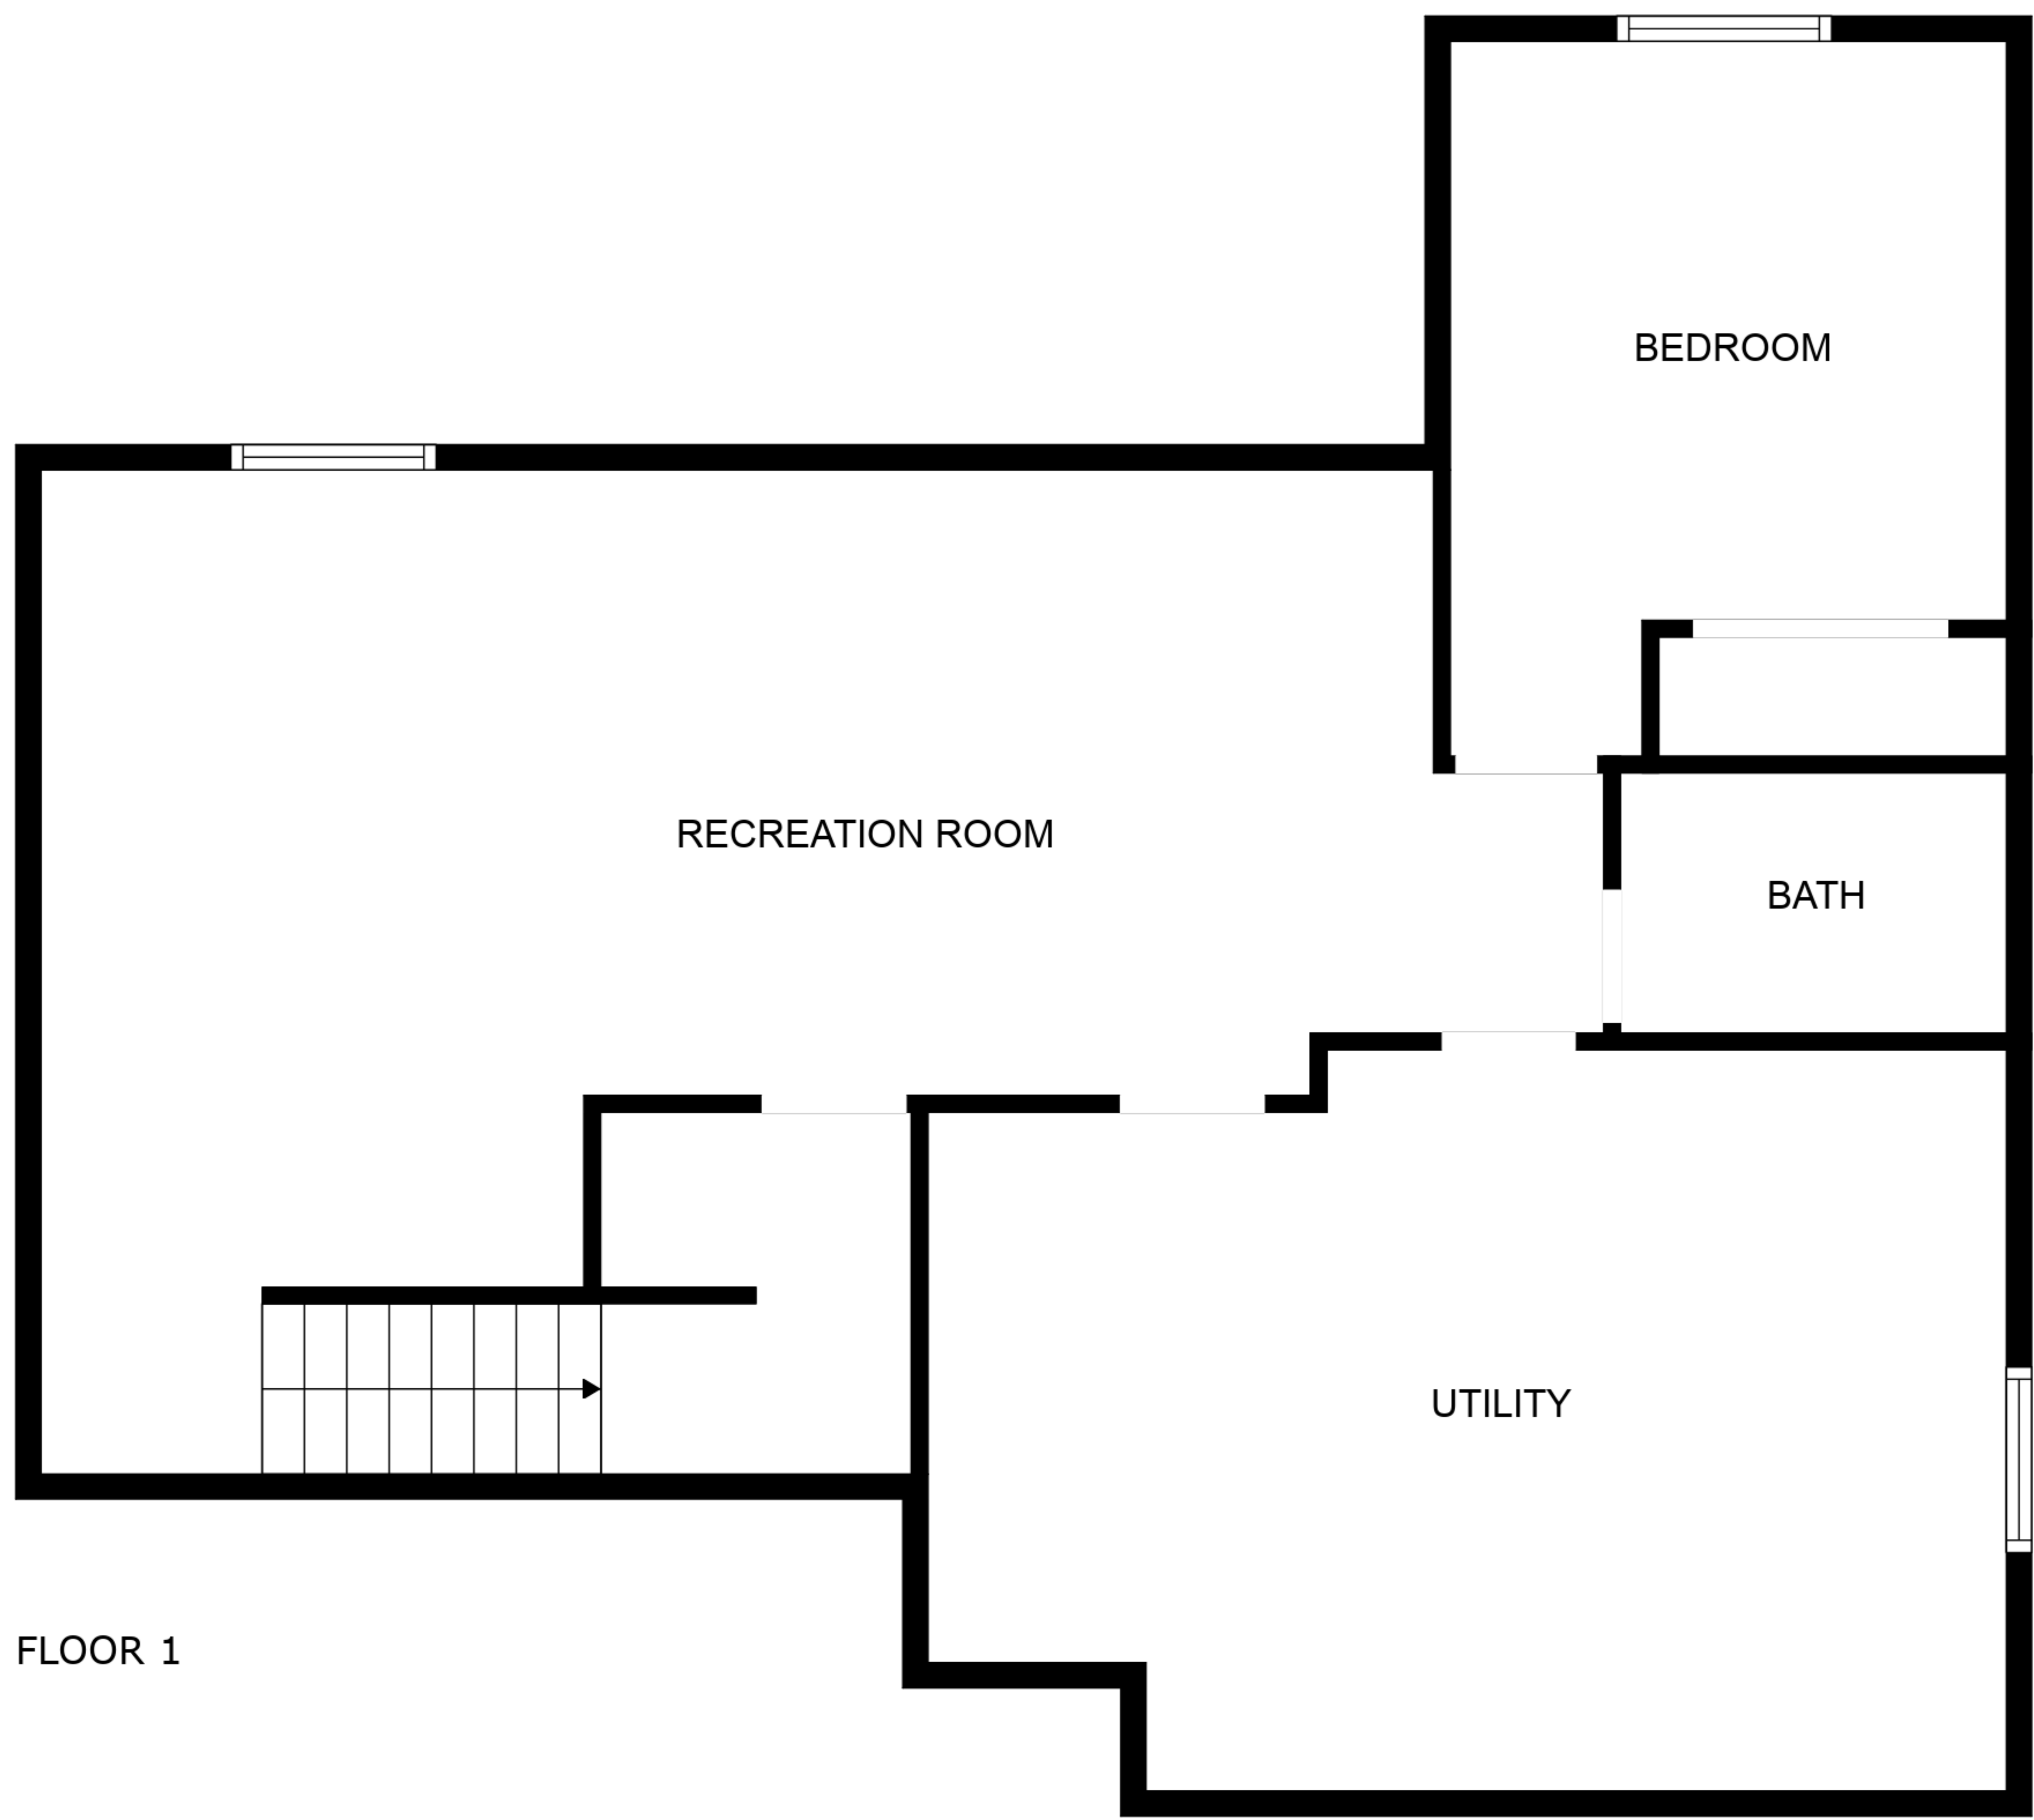 BEDROOM
RECREATION ROOM
BATH
UTILITY
FLOOR 1